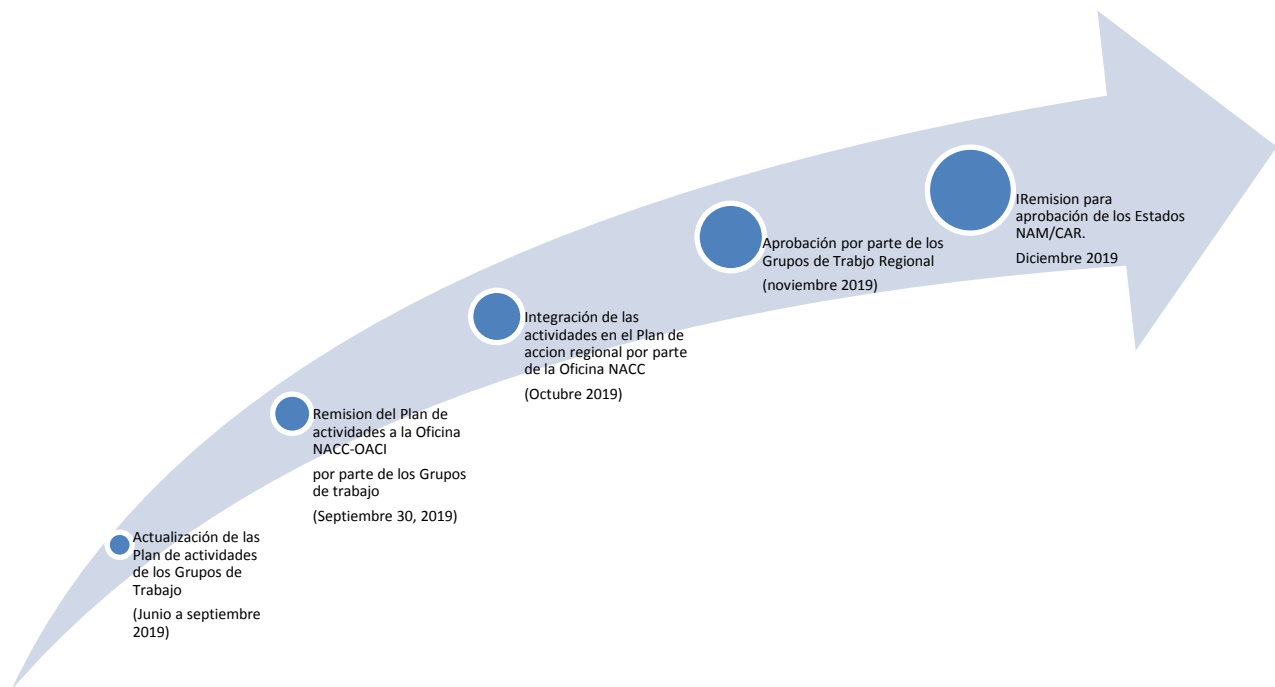 Actualización de las
Plan de actividades
de los Grupos de
Trabajo
(Junio a septiembre
2019)
Remision del Plan de
actividades a la Oficina
NACC-OACI
por parte de los Grupos
de trabajo
(Septiembre 30, 2019)
Integración de las
actividades en el Plan de
accion regional por parte
de la Oficina NACC
(Octubre 2019)
Aprobación por parte de los
Grupos de Trabjo Regional
(noviembre 2019)
IRemision para
aprobación de los Estados
NAM/CAR.
Diciembre 2019